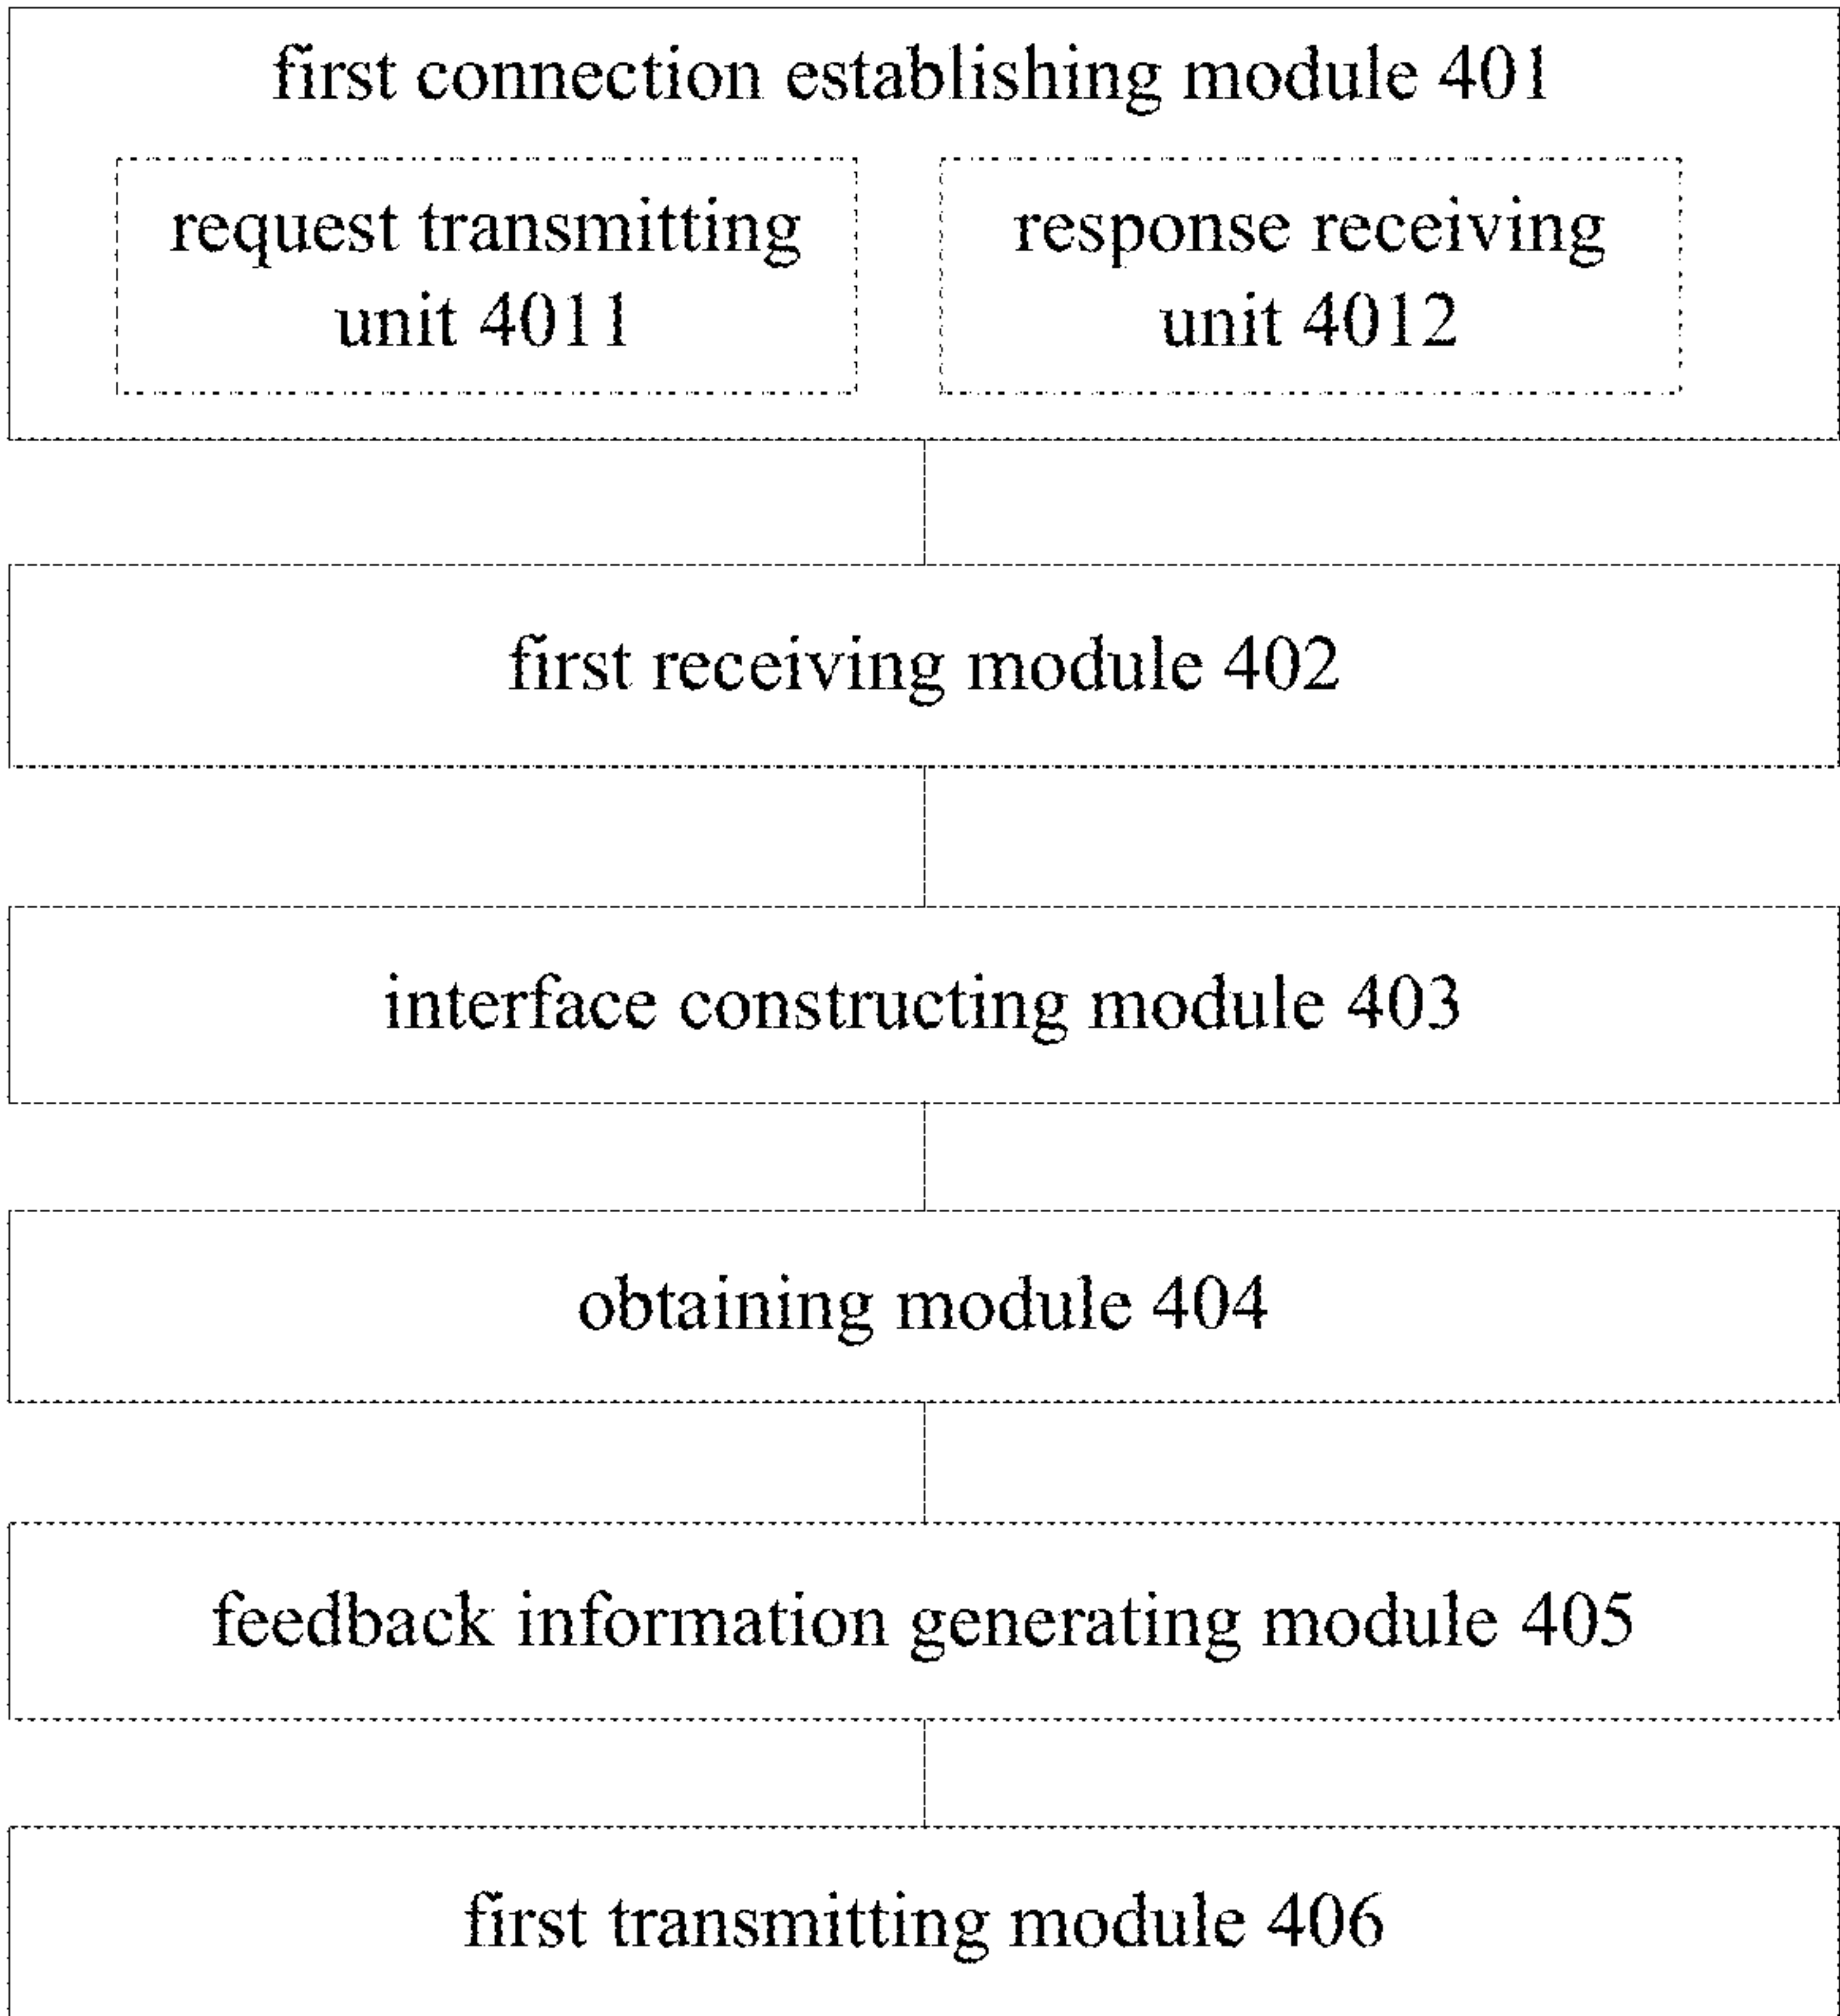 first connection establishing module 401
request transmitting
unit 4011
response receiving
unit 4012
first receiving module 402
interface constructing module 403
obtaining module 404
feedback information generating module 405
first transmitting module 406